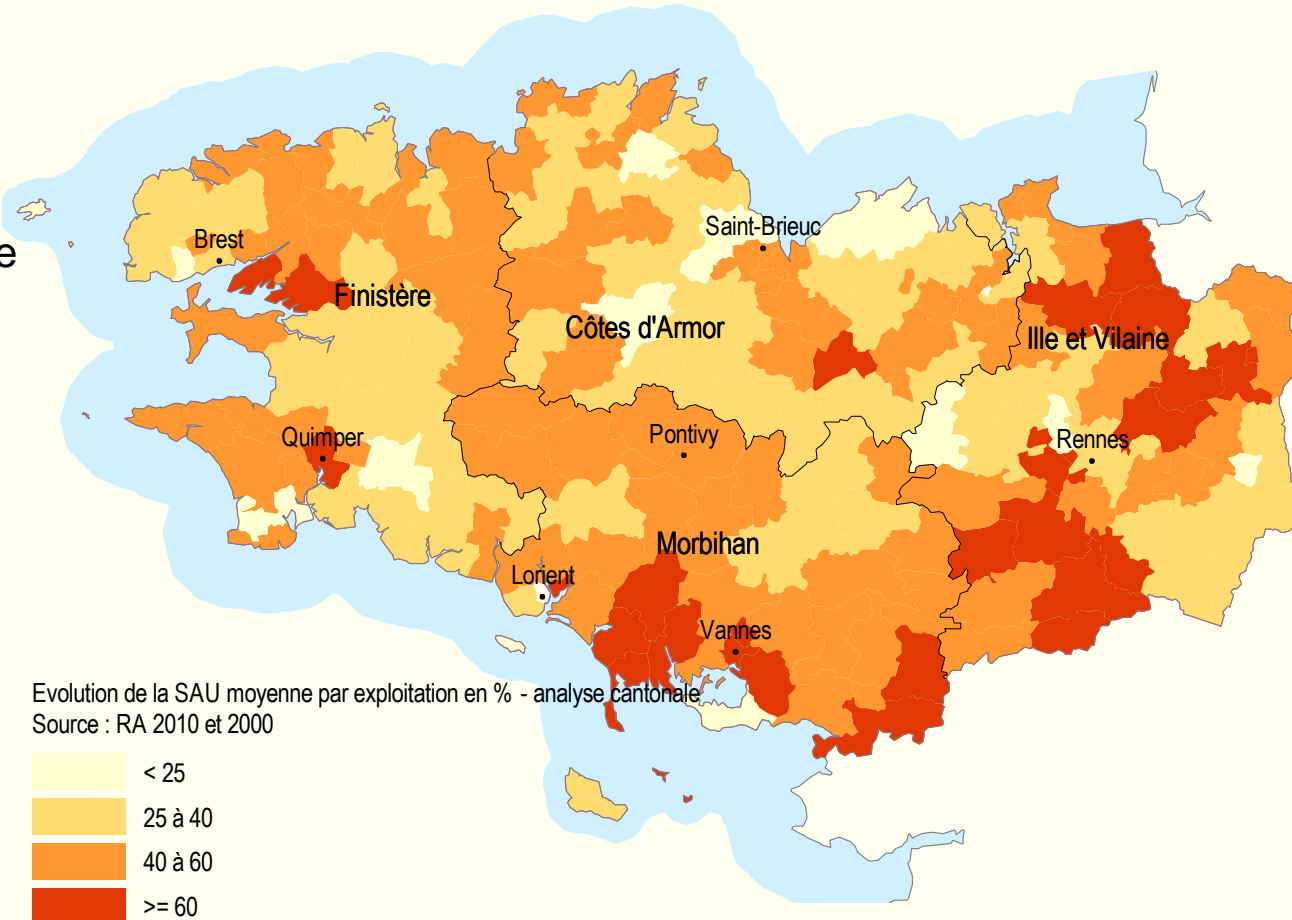 e
Brest
Saint-Brieuc
Finistère
Côtes d'Armor
Ille et Vilaine
Quimper
Pontivy
Rennes
Morbihan
Lorient
Vannes
Evolution de la SAU moyenne par exploitation en % - analyse cantonale
Source : RA 2010 et 2000
< 25
25 à 40
40 à 60
>= 60